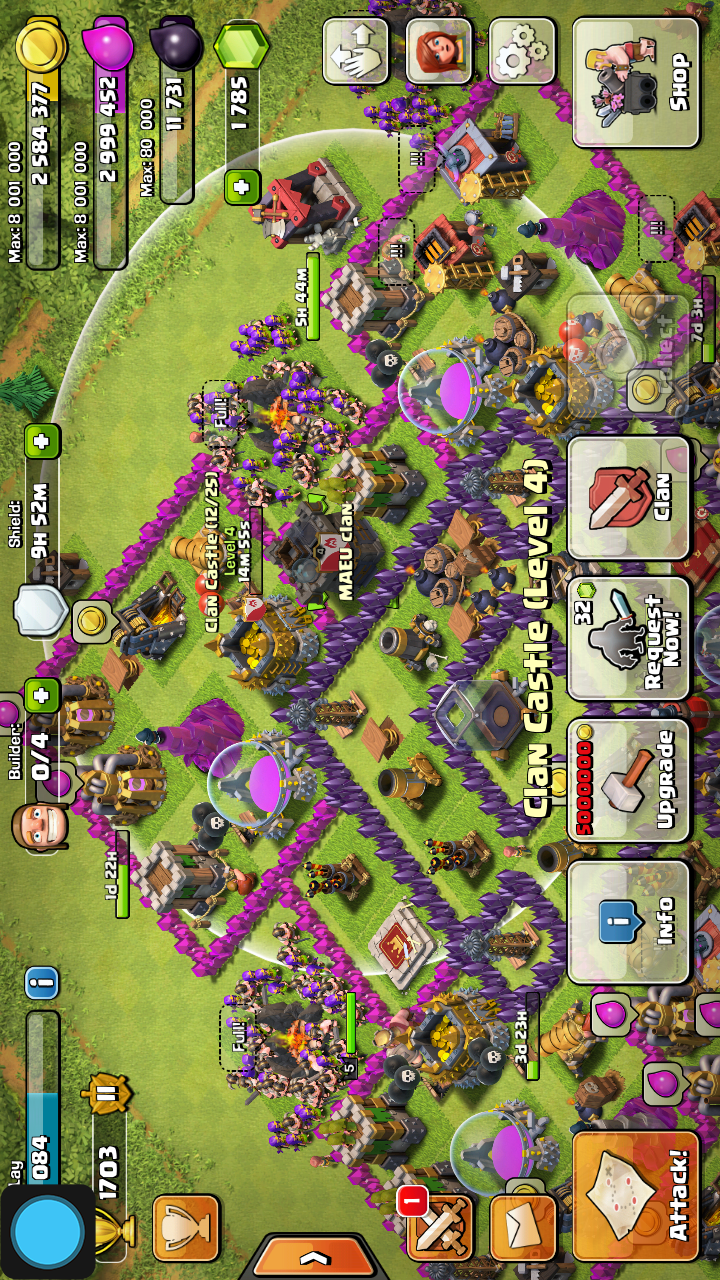 lay
084
1703
Builder:
0/4
Shield:
9H 52M
Max: 8 001 000
2 584 377
Max: 8 001 000
2 999 452
Max: 80 000
11 731
1 785
1d 22H
5H 44M
Full!
!!!
!!!
!!!
Clan Castle (12/25)
Level 4
14M 55s
MAEU clan
Full!
5
3d 23H
7d 3H
Collect
1
Clan Castle (Level 4)
Attack!
Info
5000000
Upgrade
32
Request
Now!
Clan
Shop